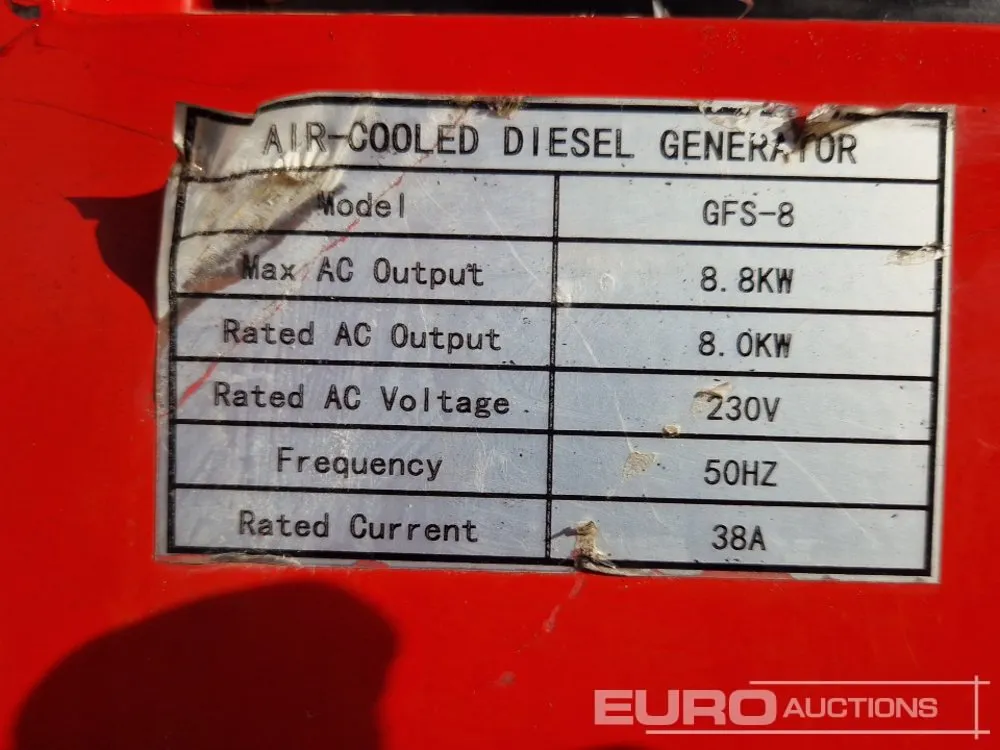 AIR-COOLED DIESEL GENERATOR
Model GFS-8
Max AC Output 8.8KW
Rated AC Output 8.0KW
Rated AC Voltage 230V
Frequency 50HZ
Rated Current 38A
EURO AUCTIONS